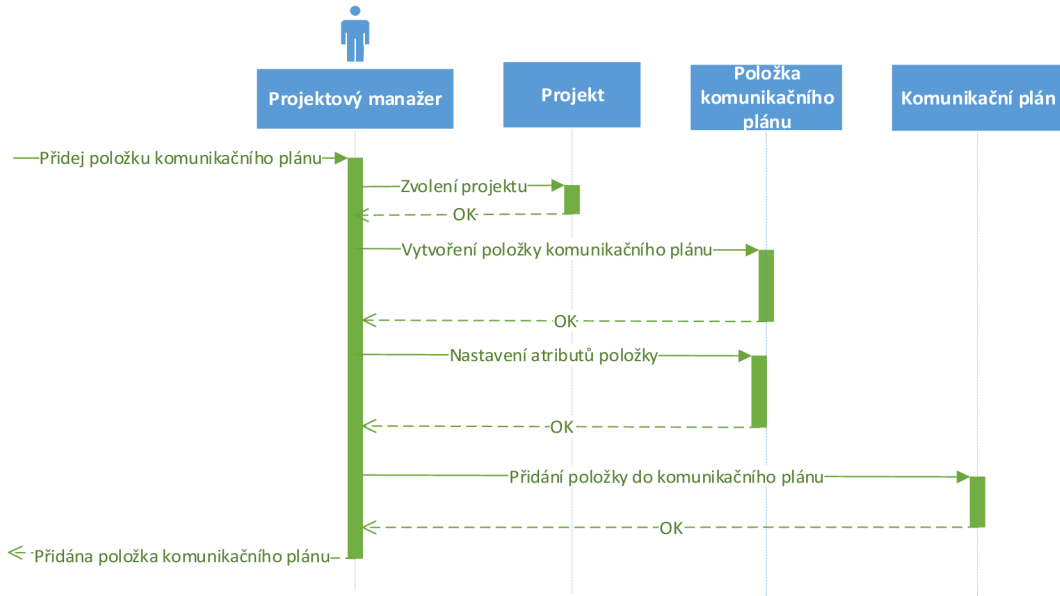 Projektový manažer
Projekt
Položka
komunikačního
plánu
Komunikační plán
Přidej položku komunikačního plánu
Zvolení projektu
OK
Vytvoření položky komunikačního plánu
OK
Nastavení atributů položky
OK
Přidání položky do komunikačního plánu
OK
Přidána položka komunikačního plánu